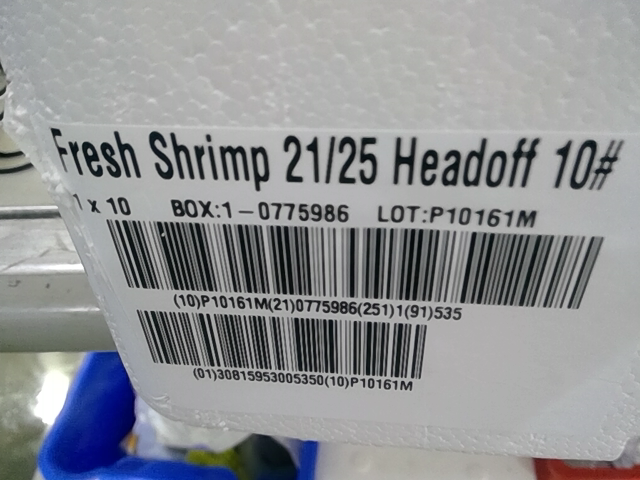 Fresh Shrimp 21/25 Headoff 10#
1 x 10 BOX:1-0775986 LOT:P10161M
(10)P10161M(21)0775986(251)1(91)535
(01)30815953005350(10)P10161M